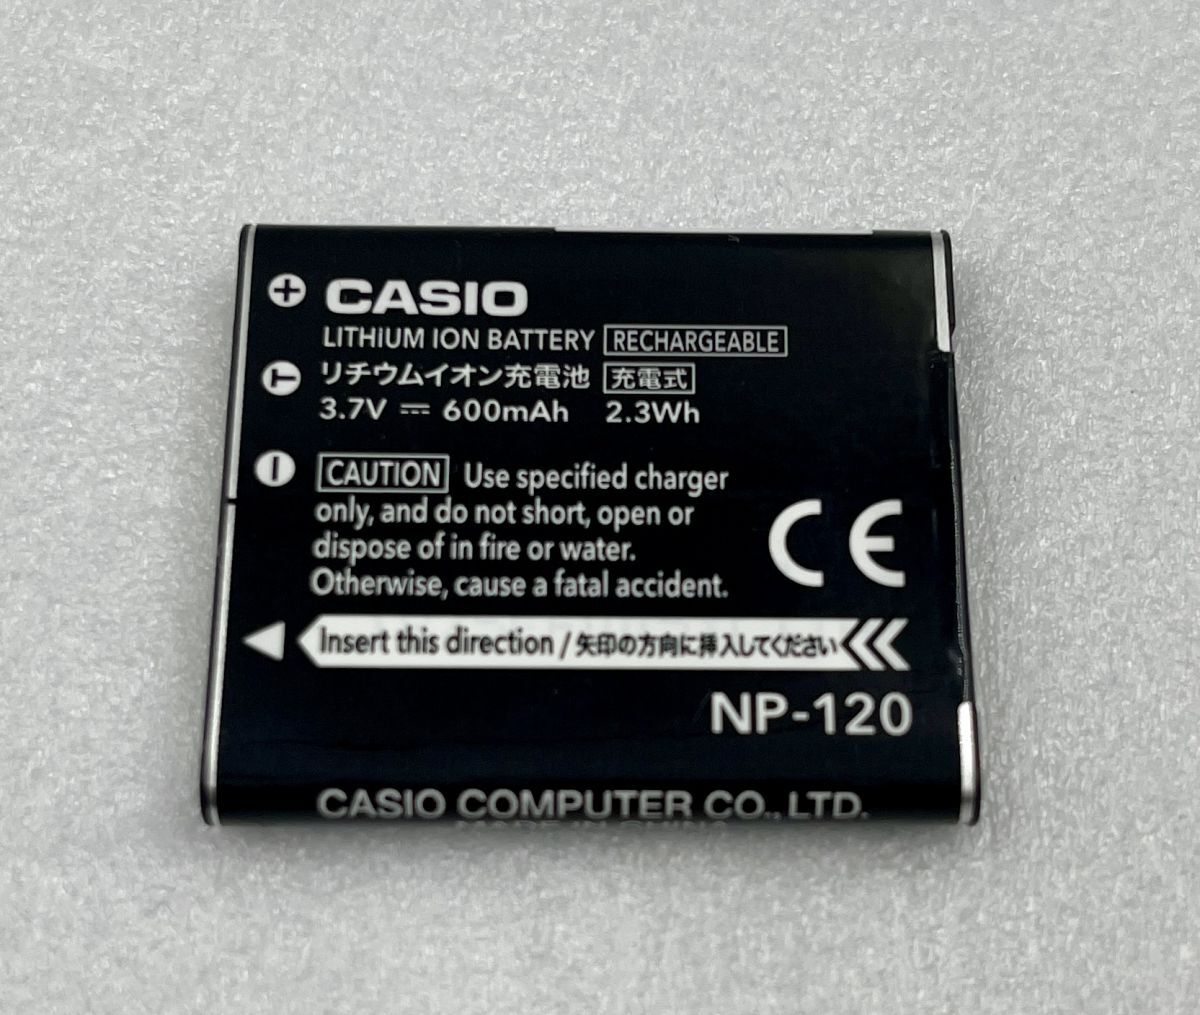 CASIO
LITHIUM ION BATTERY RECHARGEABLE
リチウムイオン充電池 充電式
3.7V ⎓ 600mAh 2.3Wh
CAUTION Use specified charger
only, and do not short, open or
dispose of in fire or water.
Otherwise, cause a fatal accident.
CE
Insert this direction / 矢印の方向に挿入してください
NP-120
CASIO COMPUTER CO., LTD.